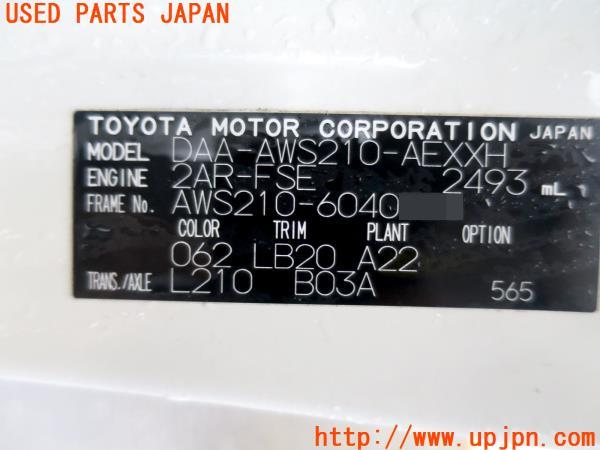 USED PARTS JAPAN
TOYOTA MOTOR CORPORATION JAPAN
MODEL DAA-AWS210-AEXXH
ENGINE 2AR-FSE 2493 mL
FRAME No. AWS210-6040
COLOR TRIM PLANT OPTION
062 LB20 A22
TRANS./AXLE L210 B03A 565
UPJ http://www.upjpn.com